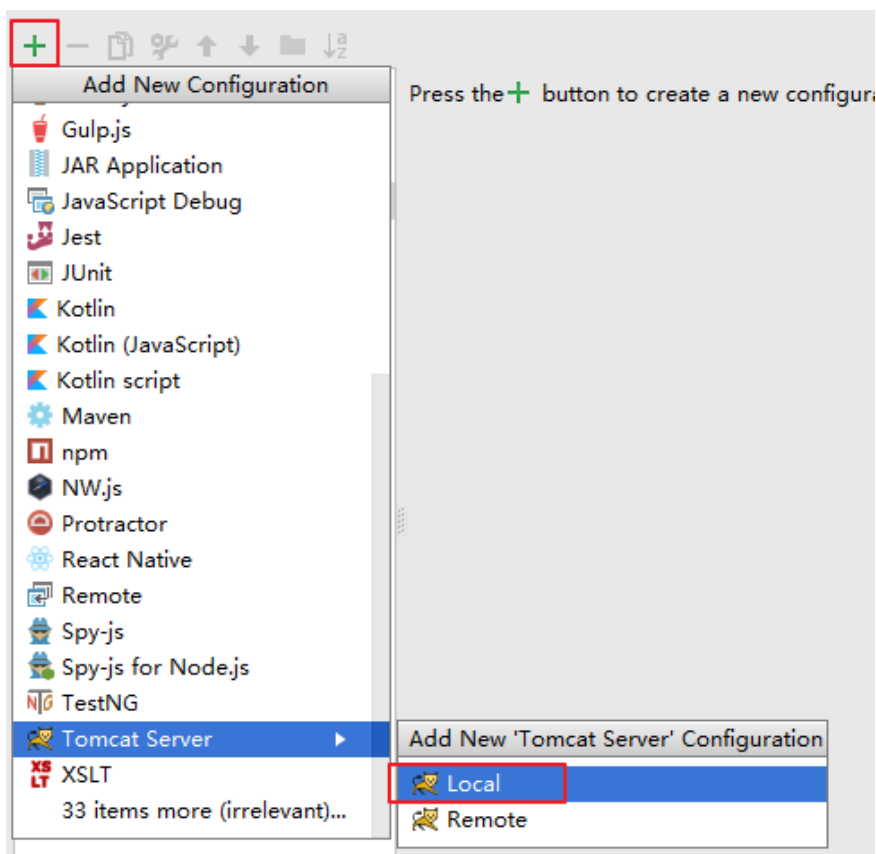 Add New Configuration
Press the + button to create a new configura
Gulp.js
JAR Application
JavaScript Debug
Jest
JUnit
Kotlin
Kotlin (JavaScript)
Kotlin script
Maven
npm
NW.js
Protractor
React Native
Remote
Spy-js
Spy-js for Node.js
TestNG
Tomcat Server
Add New 'Tomcat Server' Configuration
XSLT
Local
33 items more (irrelevant)...
Remote